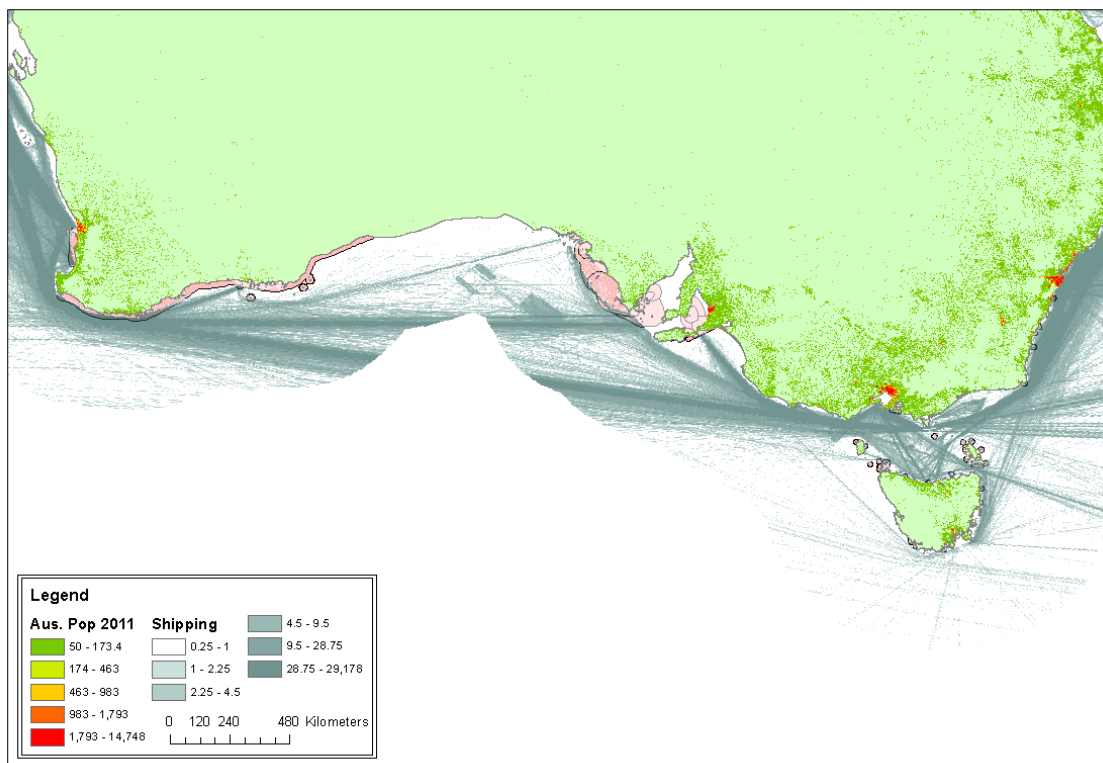 Legend
Aus. Pop 2011
50 - 173.4
174 - 463
463 - 983
983 - 1,793
1,793 - 14,748
Shipping
0.25 - 1
1 - 2.25
2.25 - 4.5
4.5 - 9.5
9.5 - 28.75
28.75 - 29,178
0 120 240 480 Kilometers